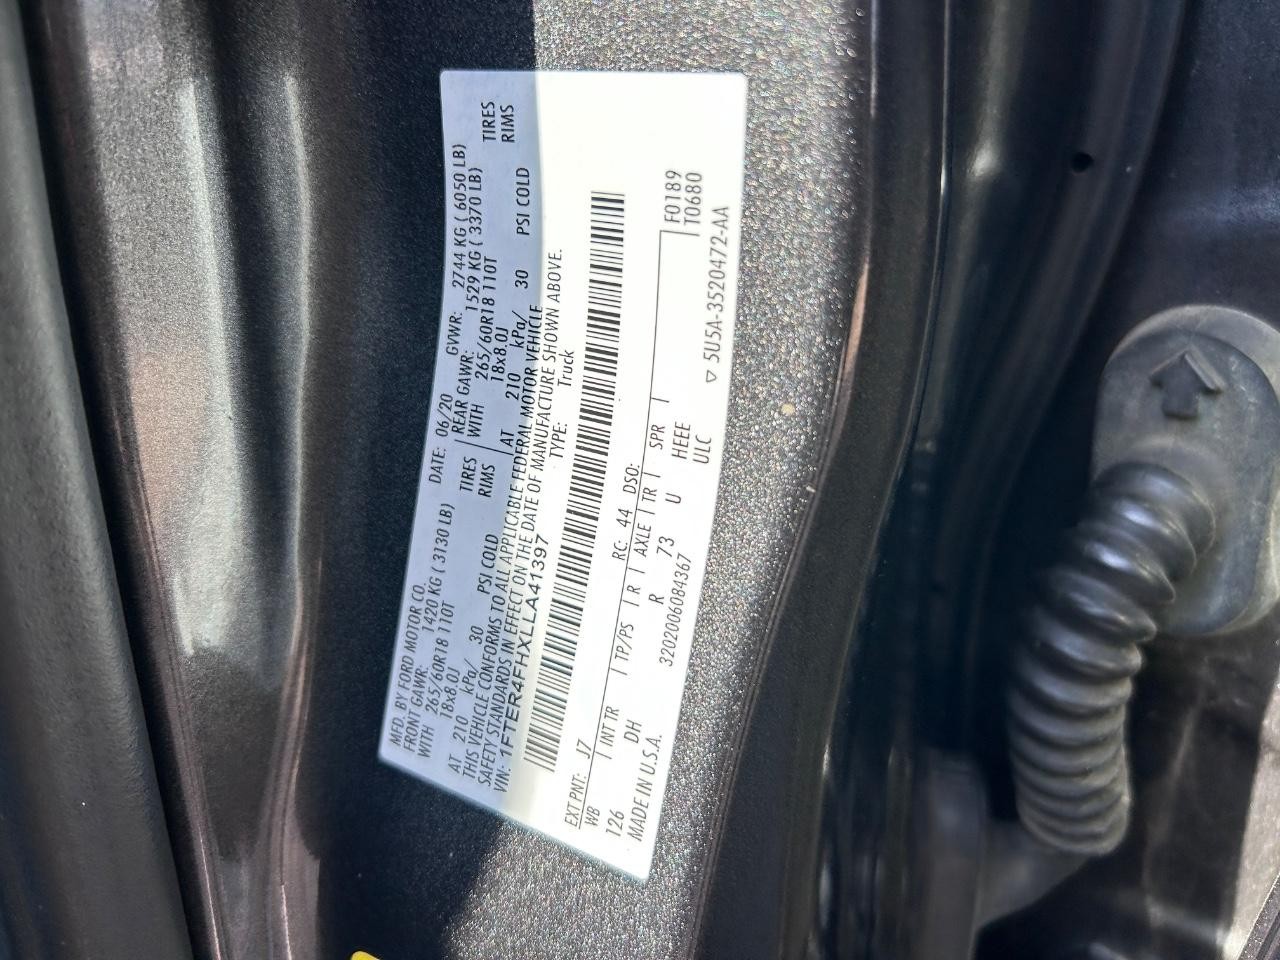 MFD. BY FORD MOTOR CO. DATE: 06/20 GVWR: 2744 KG ( 6050 LB)
FRONT GAWR: 1420 KG ( 3130 LB) REAR GAWR: 1529 KG ( 3370 LB)
WITH 265/60R18 110T TIRES WITH 265/60R18 110T TIRES
18x8.0J RIMS 18x8.0J RIMS
AT 210 kPa/ 30 PSI COLD AT 210 kPa/ 30 PSI COLD
THIS VEHICLE CONFORMS TO ALL APPLICABLE FEDERAL MOTOR VEHICLE
SAFETY STANDARDS IN EFFECT ON THE DATE OF MANUFACTURE SHOWN ABOVE.
VIN: 1FTER4FHXLLA41397 TYPE: Truck
EXT PNT: J7 RC: 44 DSO: F0189
WB INT TR TP/PS R AXLE TR SPR T0680
126 DH R 73 U HEEE
MADE IN U.S.A. 3202006084367 ULC
▽ 5U5A-3520472-AA